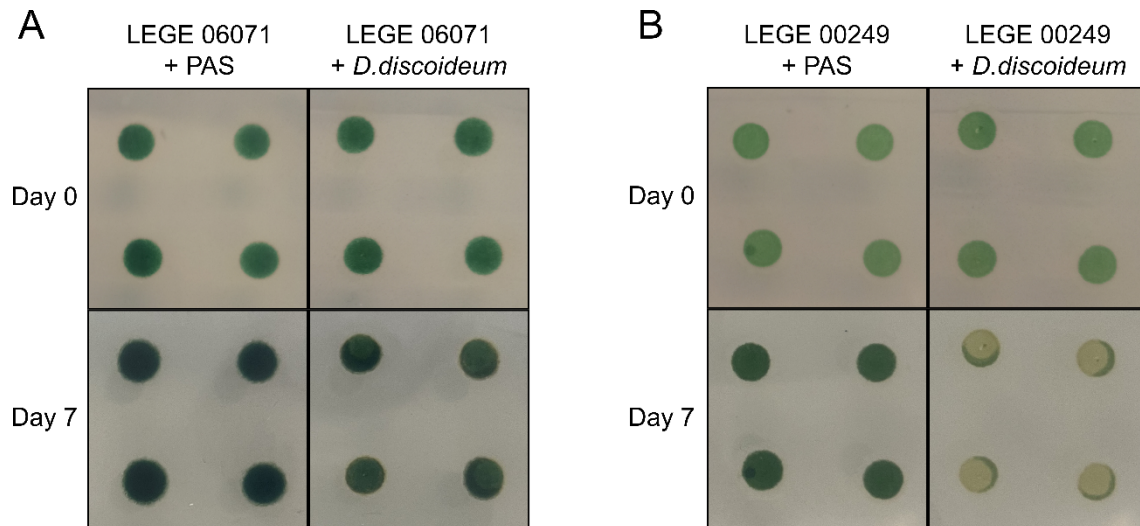 A
LEGE 06071
+ PAS
LEGE 06071
+ D.discoideum
Day 0
Day 7
B
LEGE 00249
+ PAS
LEGE 00249
+ D.discoideum
Day 0
Day 7